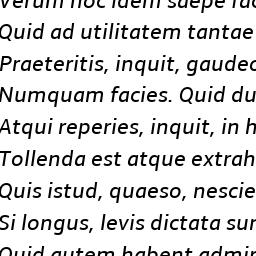 Verum hoc idem saepe fac
Quid ad utilitatem tantae
Praeteritis, inquit, gaudeo
Numquam facies. Quid du
Atqui reperies, inquit, in h
Tollenda est atque extrah
Quis istud, quaeso, nescie
Si longus, levis dictata sun
Quid autem habent admir